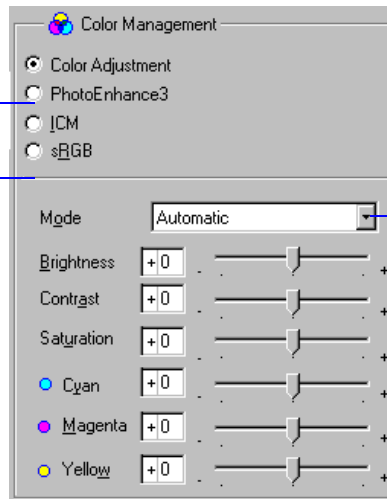 Color Management
Color Adjustment
PhotoEnhance3
ICM
sRGB
Mode Automatic
Brightness +0 - +
Contrast +0 - +
Saturation +0 - +
Cyan +0 - +
Magenta +0 - +
Yellow +0 - +